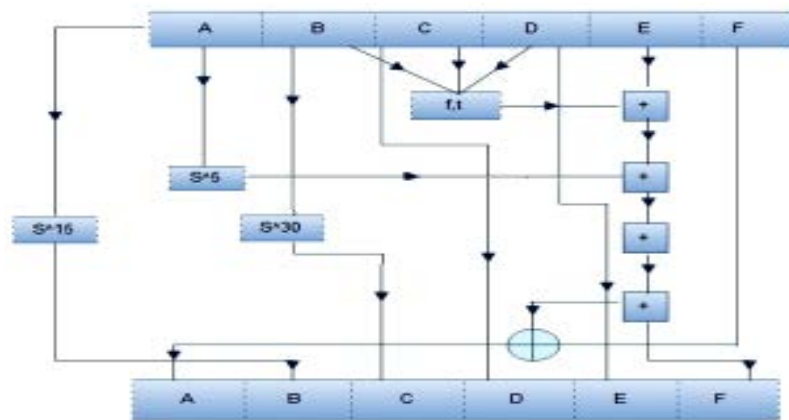 A B C D E F
f,t +
S^5 +
S^15 S^30 +
+
A B C D E F